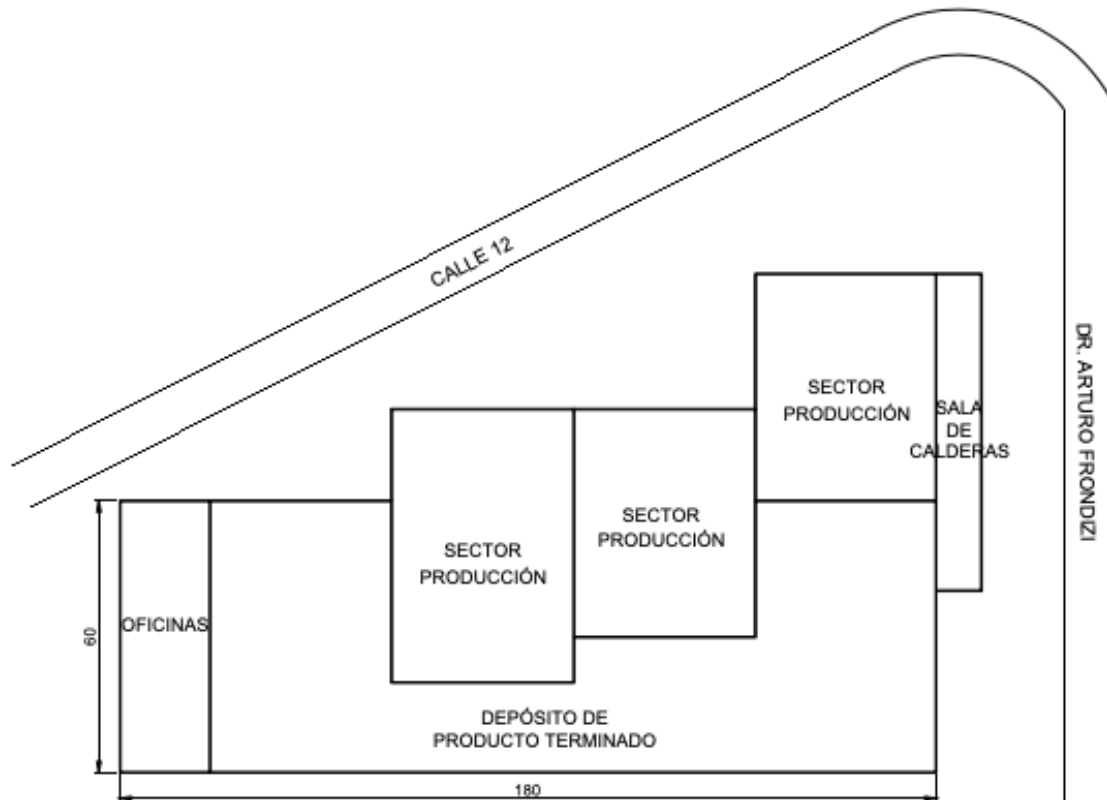 CALLE 12
DR. ARTURO FRONDIZI
SECTOR
PRODUCCIÓN
SALA
DE
CALDERAS
SECTOR
PRODUCCIÓN
SECTOR
PRODUCCIÓN
OFICINAS
60
DEPÓSITO DE
PRODUCTO TERMINADO
180